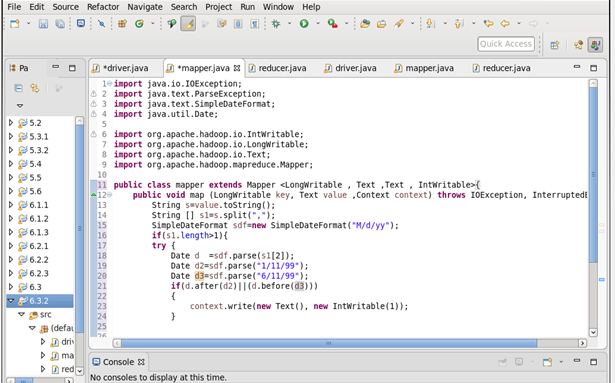 File Edit Source Refactor Navigate Search Project Run Window Help
Quick Access
Pa
*driver.java
*mapper.java
reducer.java
driver.java
mapper.java
reducer.java
5.2
5.3.1
5.3.2
5.4
5.5
5.6
6.1.1
6.1.2
6.1.3
6.2.1
6.2.2
6.2.3
6.3
6.3.2
src
(defau
driv
ma
red
1 import java.io.IOException;
2 import java.text.ParseException;
3 import java.text.SimpleDateFormat;
4 import java.util.Date;
5
6 import org.apache.hadoop.io.IntWritable;
7 import org.apache.hadoop.io.LongWritable;
8 import org.apache.hadoop.io.Text;
9 import org.apache.hadoop.mapreduce.Mapper;
10
11 public class mapper extends Mapper <LongWritable , Text ,Text , IntWritable>{
12 public void map (LongWritable key, Text value ,Context context) throws IOException, InterruptedE
13 String s=value.toString();
14 String [] s1=s.split(",");
15 SimpleDateFormat sdf=new SimpleDateFormat("M/d/yy");
16 if(s1.length>1){
17 try {
18 Date d =sdf.parse(s1[2]);
19 Date d2=sdf.parse("1/11/99");
20 Date d3=sdf.parse("6/11/99");
21 if(d.after(d2)||(d.before(d3)))
22 {
23 context.write(new Text(), new IntWritable(1));
24 }
25
26
Console
No consoles to display at this time.